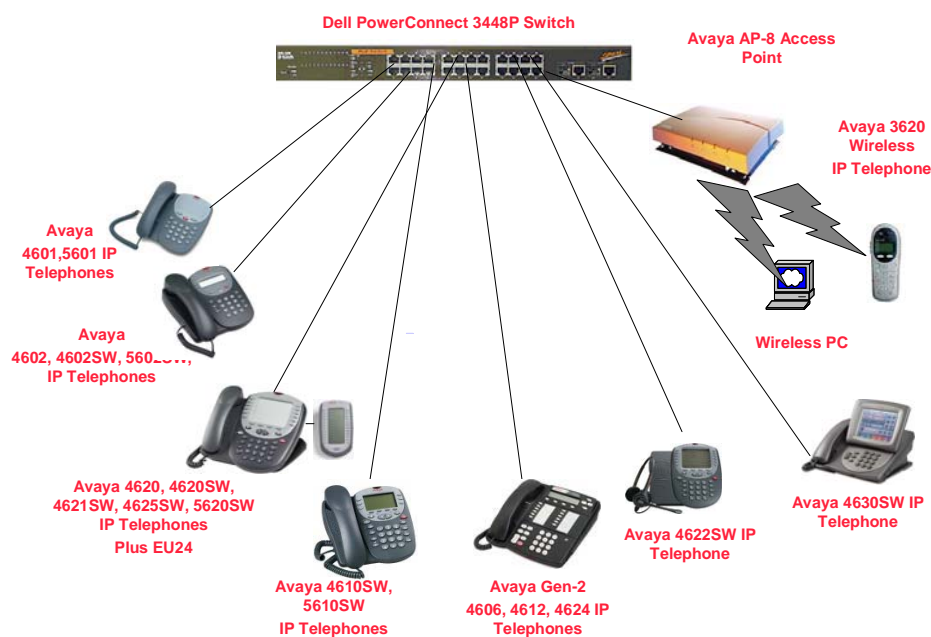 Dell PowerConnect 3448P Switch
Avaya AP-8 Access
Point
D-Link
Avaya 3620
Wireless
IP Telephone
Avaya
4601,5601 IP
Telephones
Avaya
4602, 4602SW, 5602SW,
IP Telephones
Wireless PC
Avaya 4620, 4620SW,
4621SW, 4625SW, 5620SW
IP Telephones
Plus EU24
Avaya 4610SW,
5610SW
IP Telephones
Avaya Gen-2
4606, 4612, 4624 IP
Telephones
Avaya 4622SW IP
Telephone
Avaya 4630SW IP
Telephone